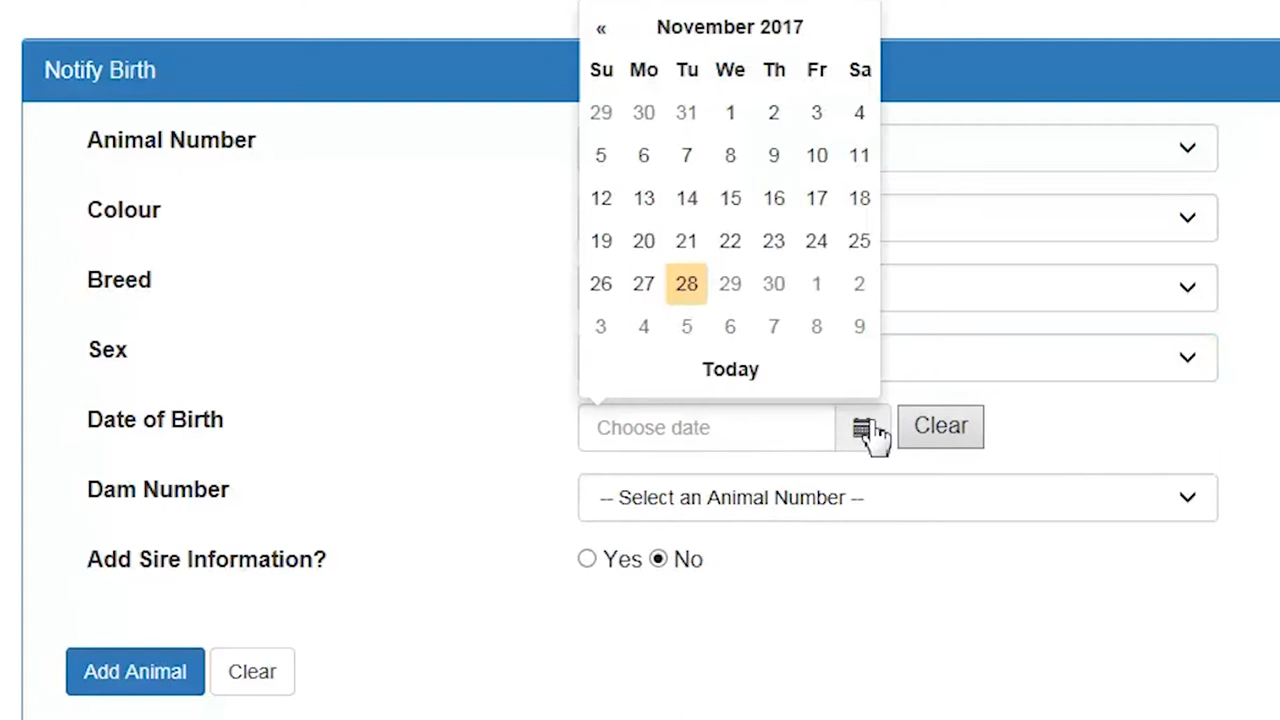 « November 2017
Su Mo Tu We Th Fr Sa
29 30 31 1 2 3 4
5 6 7 8 9 10 11
12 13 14 15 16 17 18
19 20 21 22 23 24 25
26 27 28 29 30 1 2
3 4 5 6 7 8 9
Today
Notify Birth
Animal Number
Colour
Breed
Sex
Date of Birth Choose date Clear
Dam Number -- Select an Animal Number --
Add Sire Information? Yes No
Add Animal Clear